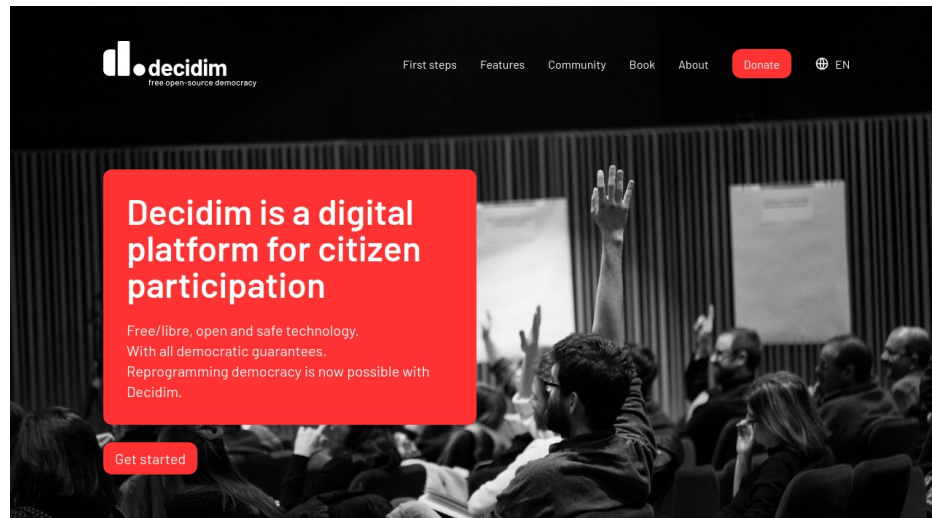 decidim
free open-source democracy
First steps
Features
Community
Book
About
Donate
EN
Decidim is a digital
platform for citizen
participation
Free/libre, open and safe technology.
With all democratic guarantees.
Reprogramming democracy is now possible with
Decidim.
Get started